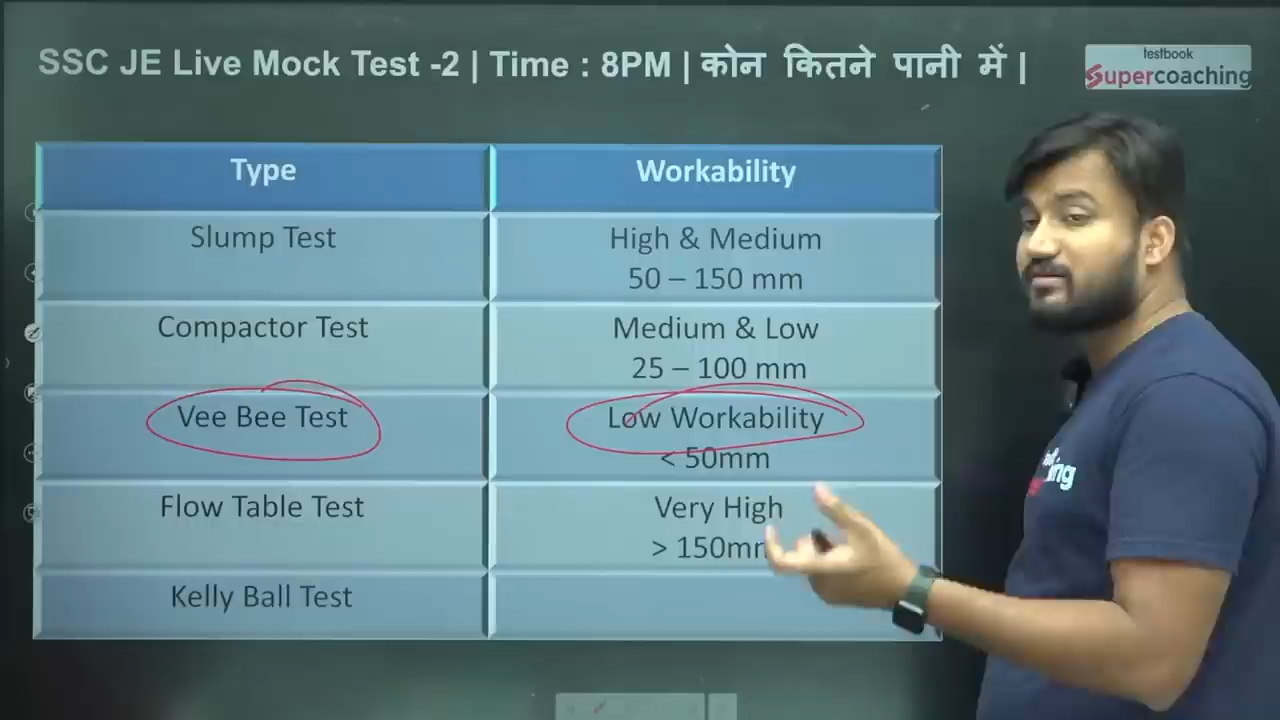 SSC JE Live Mock Test -2 | Time : 8PM | कोन कितने पानी में |
testbook
Supercoaching
Type
Workability
Slump Test
High & Medium
50 – 150 mm
Compactor Test
Medium & Low
25 – 100 mm
Vee Bee Test
Low Workability
< 50mm
Flow Table Test
Very High
> 150mm
Kelly Ball Test